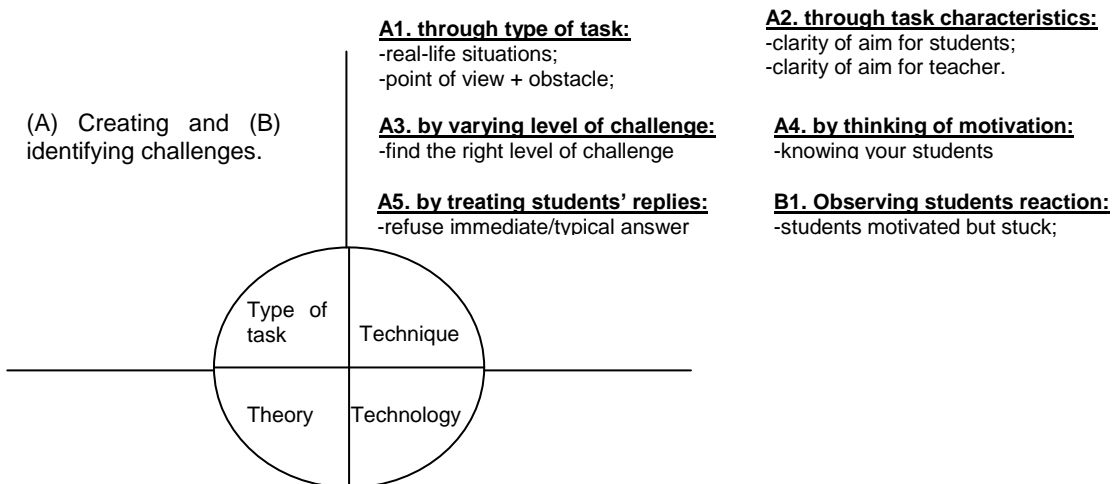 (A) Creating and (B)
identifying challenges.
A1. through type of task:
-real-life situations;
-point of view + obstacle;
A2. through task characteristics:
-clarity of aim for students;
-clarity of aim for teacher.
A3. by varying level of challenge:
-find the right level of challenge
A4. by thinking of motivation:
-knowing your students
A5. by treating students’ replies:
-refuse immediate/typical answer
B1. Observing students reaction:
-students motivated but stuck;
Type of
task
Technique
Theory
Technology